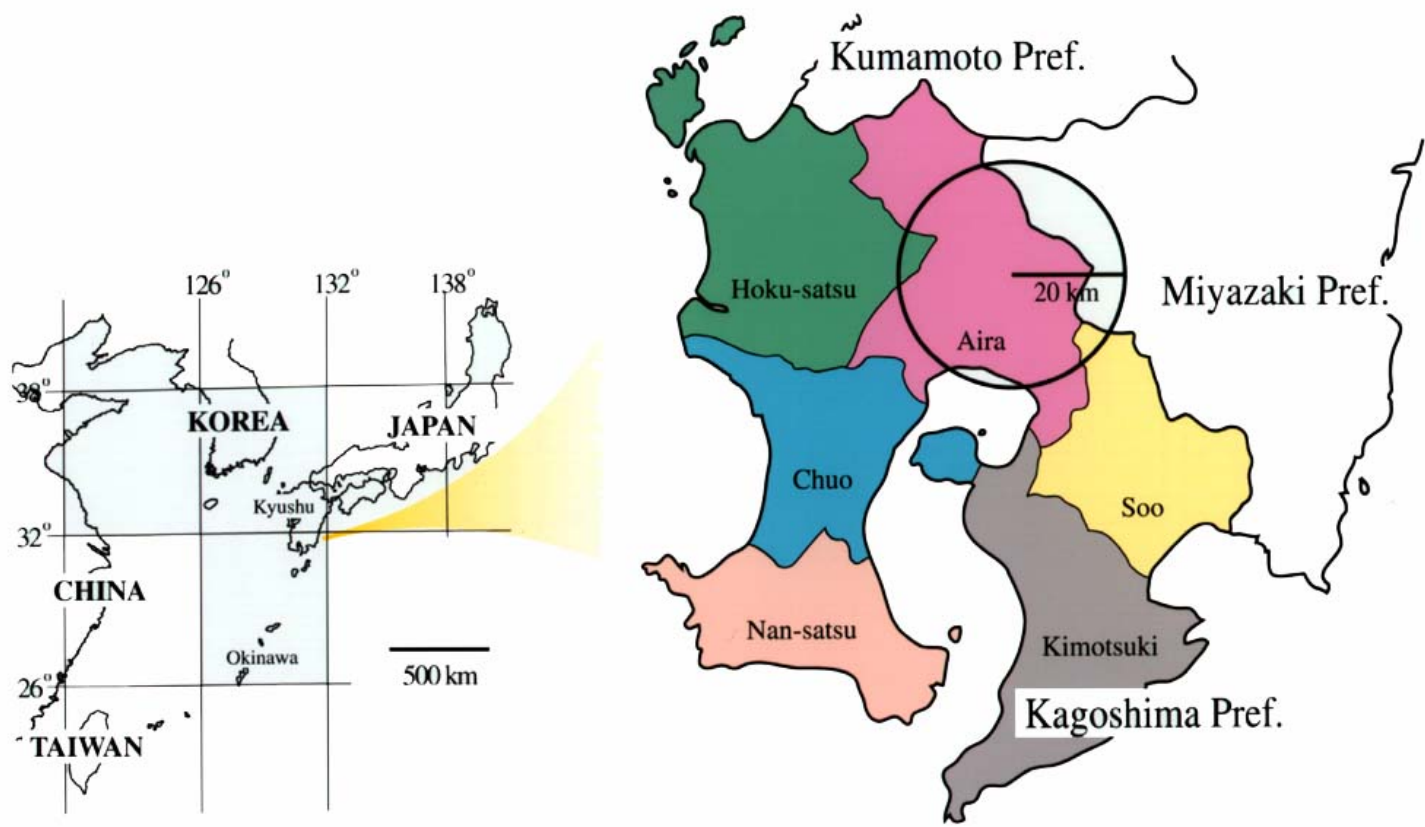 126°
132°
138°
38°
KOREA
JAPAN
Kyushu
32°
CHINA
Okinawa
500 km
26°
TAIWAN
Kumamoto Pref.
Hoku-satsu
20 km
Miyazaki Pref.
Aira
Chuo
Soo
Nan-satsu
Kimotsuki
Kagoshima Pref.